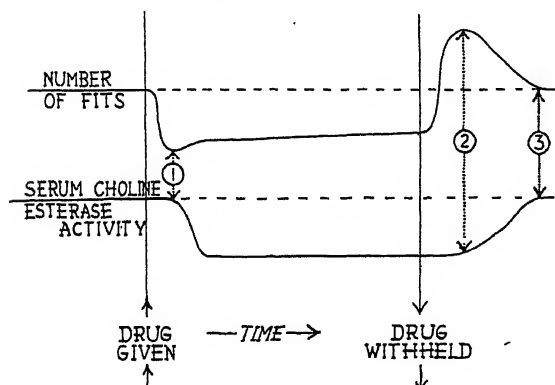 NUMBER
OF FITS
SERUM CHOLINE
ESTERASE
ACTIVITY
1
2
3
DRUG
GIVEN
TIME
DRUG
WITHHELD